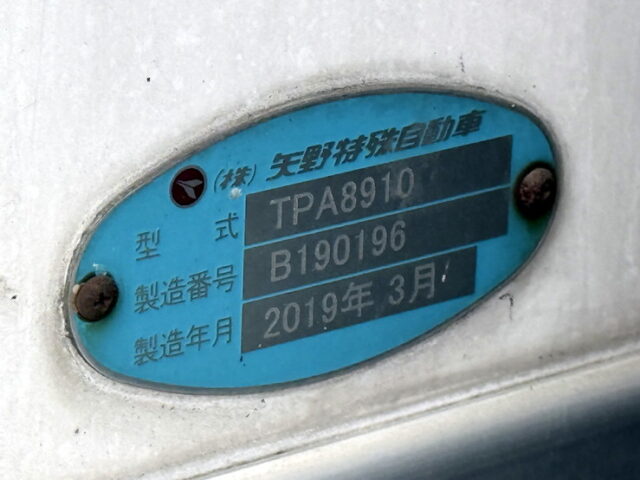 (株)矢野特殊自動車
型式 TPA8910
製造番号 B190196
製造年月 2019年 3月